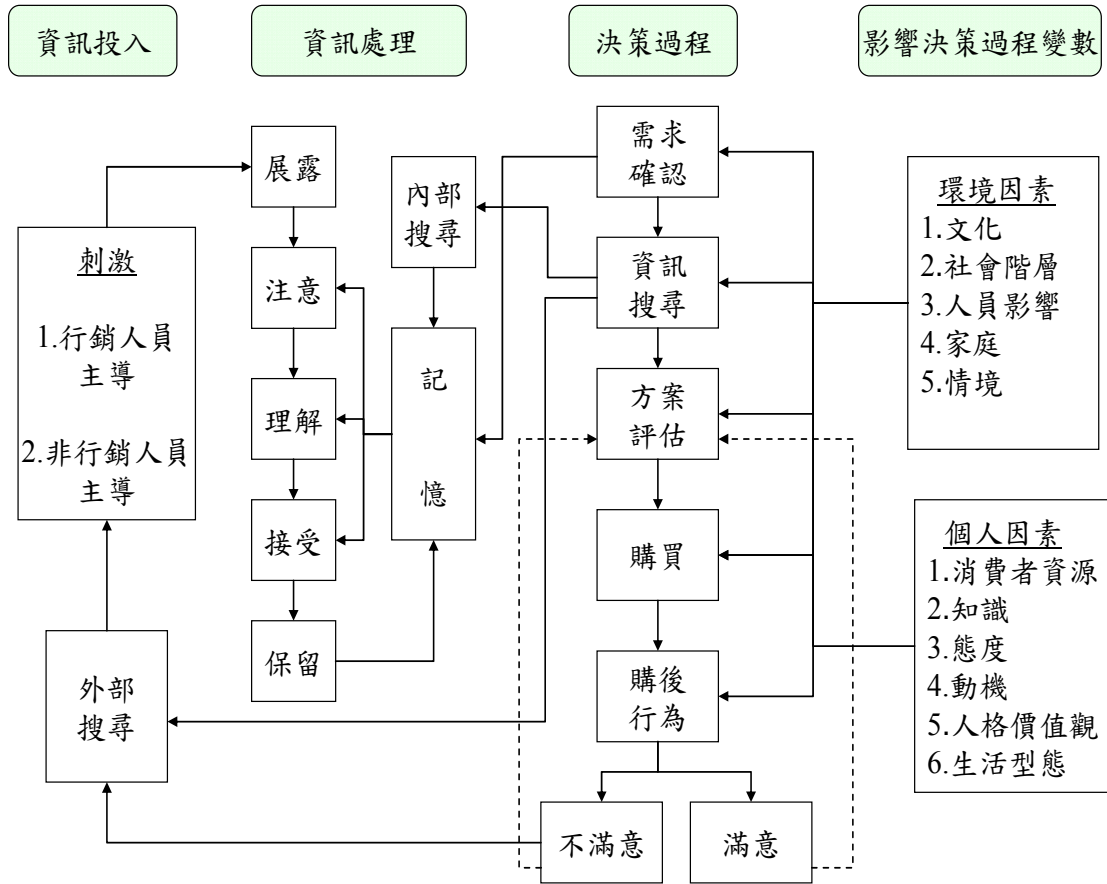 資訊投入
資訊處理
決策過程
影響決策過程變數
刺激
1.行銷人員
主導
2.非行銷人員
主導
外部
搜尋
展露
注意
理解
接受
保留
內部
搜尋
記
憶
需求
確認
資訊
搜尋
方案
評估
購買
購後
行為
不滿意
滿意
環境因素
1.文化
2.社會階層
3.人員影響
4.家庭
5.情境
個人因素
1.消費者資源
2.知識
3.態度
4.動機
5.人格價值觀
6.生活型態